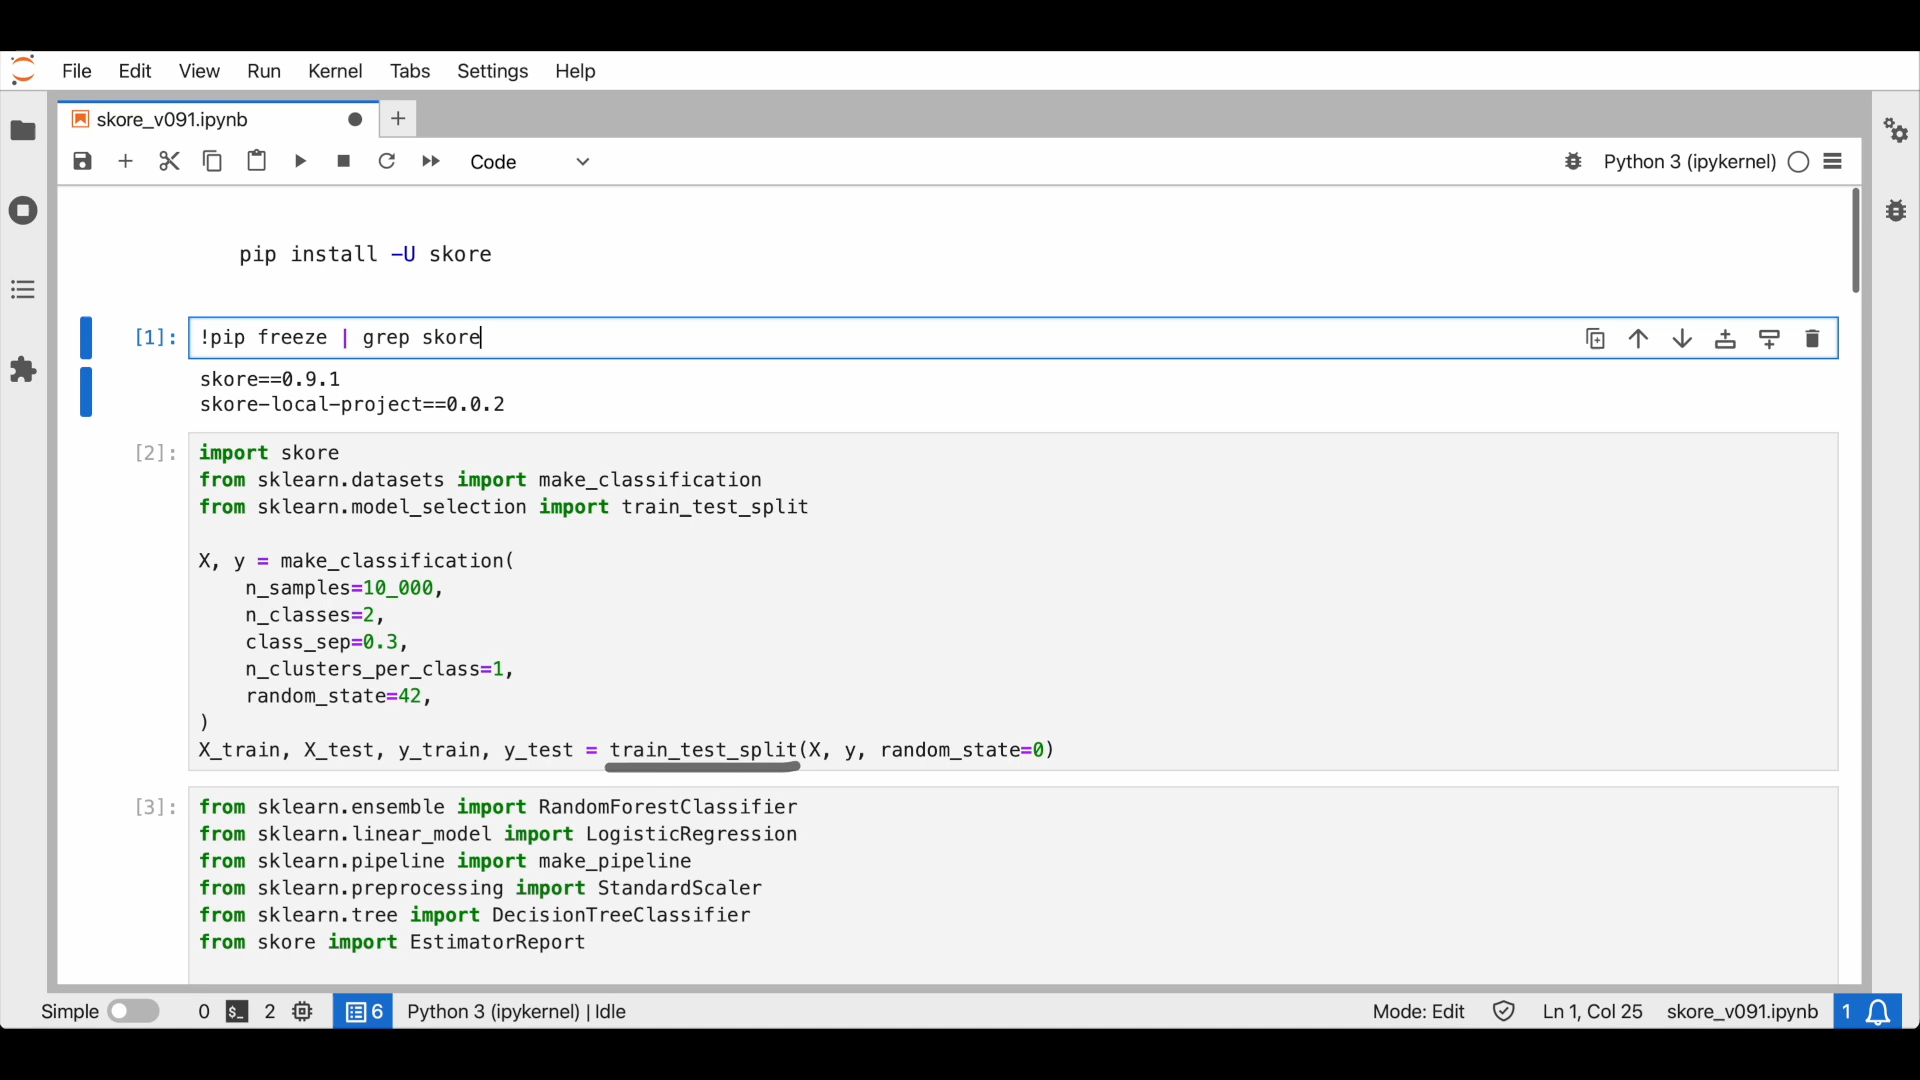 File Edit View Run Kernel Tabs Settings Help
skore_v091.ipynb
Code
Python 3 (ipykernel)
pip install -U skore
[1]: !pip freeze | grep skore
skore==0.9.1
skore-local-project==0.0.2
[2]: import skore
from sklearn.datasets import make_classification
from sklearn.model_selection import train_test_split
X, y = make_classification(
n_samples=10_000,
n_classes=2,
class_sep=0.3,
n_clusters_per_class=1,
random_state=42,
)
X_train, X_test, y_train, y_test = train_test_split(X, y, random_state=0)
[3]: from sklearn.ensemble import RandomForestClassifier
from sklearn.linear_model import LogisticRegression
from sklearn.pipeline import make_pipeline
from sklearn.preprocessing import StandardScaler
from sklearn.tree import DecisionTreeClassifier
from skore import EstimatorReport
Simple 0 $_ 2 6 Python 3 (ipykernel) | Idle Mode: Edit Ln 1, Col 25 skore_v091.ipynb 1